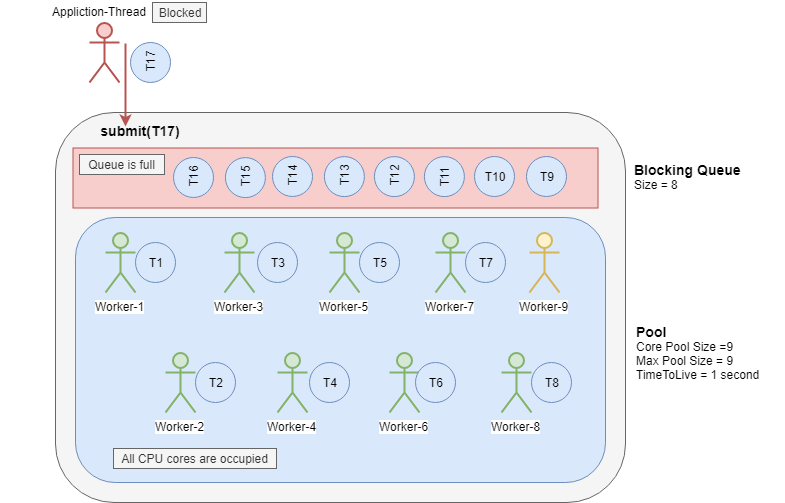 Appliction-Thread
Blocked
T17
submit(T17)
Queue is full
T16
T15
T14
T13
T12
T11
T10
T9
Blocking Queue
Size = 8
T1
T3
T5
T7
Worker-1
Worker-3
Worker-5
Worker-7
Worker-9
Pool
Core Pool Size =9
Max Pool Size = 9
TimeToLive = 1 second
T2
T4
T6
T8
Worker-2
Worker-4
Worker-6
Worker-8
All CPU cores are occupied